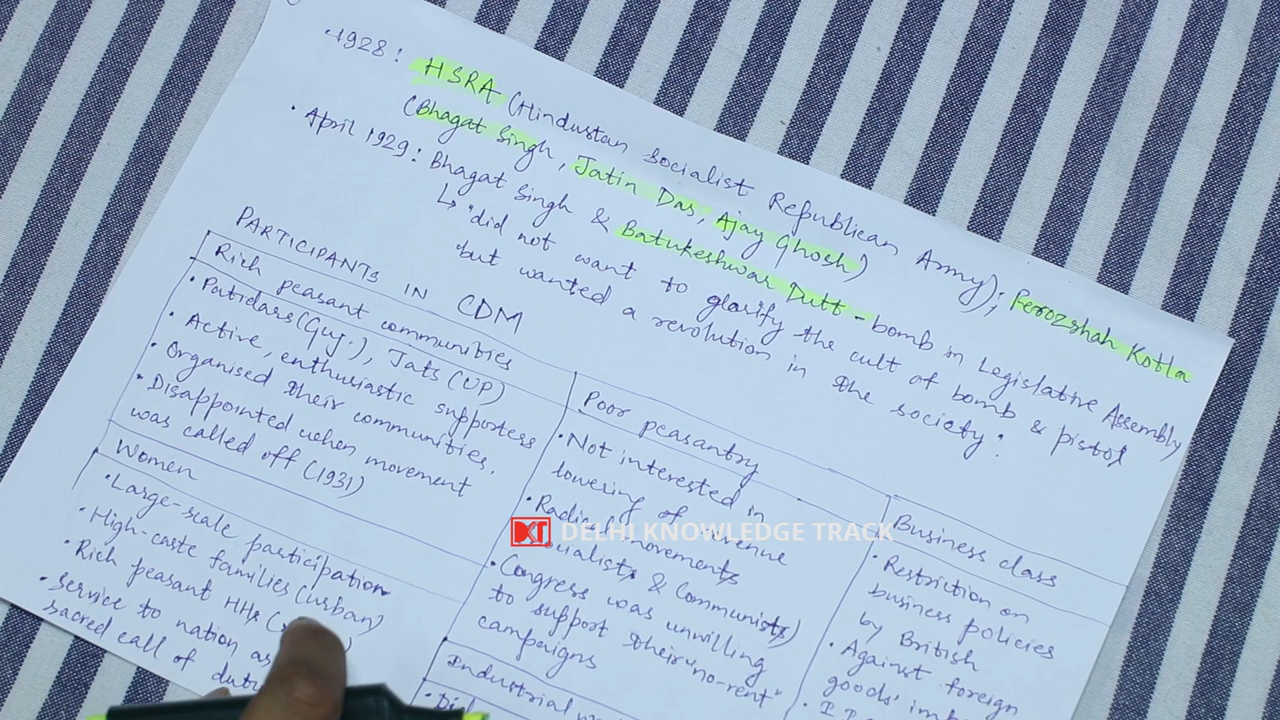 • 1928 : HSRA (Hindustan Socialist Republican Army); Ferozshah Kotla
(Bhagat Singh, Jatin Das, Ajay Ghosh)
• April 1929 : Bhagat Singh & Batukeshwar Dutt - bomb in Legislative Assembly
↳ "did not want to glorify the cult of bomb & pistol
but wanted a revolution in the society:
PARTICIPANTS IN CDM
Rich peasant communities
• Patidars (Guj.), Jats (UP)
• Active, enthusiastic supporters
• Organised their communities.
• Disappointed when movement
was called off (1931)
Women
• Large-scale participation
• High-caste families (urban)
• Rich peasant HHs
• Service to nation as
sacred call of
Poor peasantry
• Not interested in
lowering of revenue
• Radical movements
& Communists)
• Congress was unwilling
to support their "no-rent"
campaigns
Industrial
Business class
• Restriction on
business policies
by British
• Against foreign
goods'
DKT DELHI KNOWLEDGE TRACK